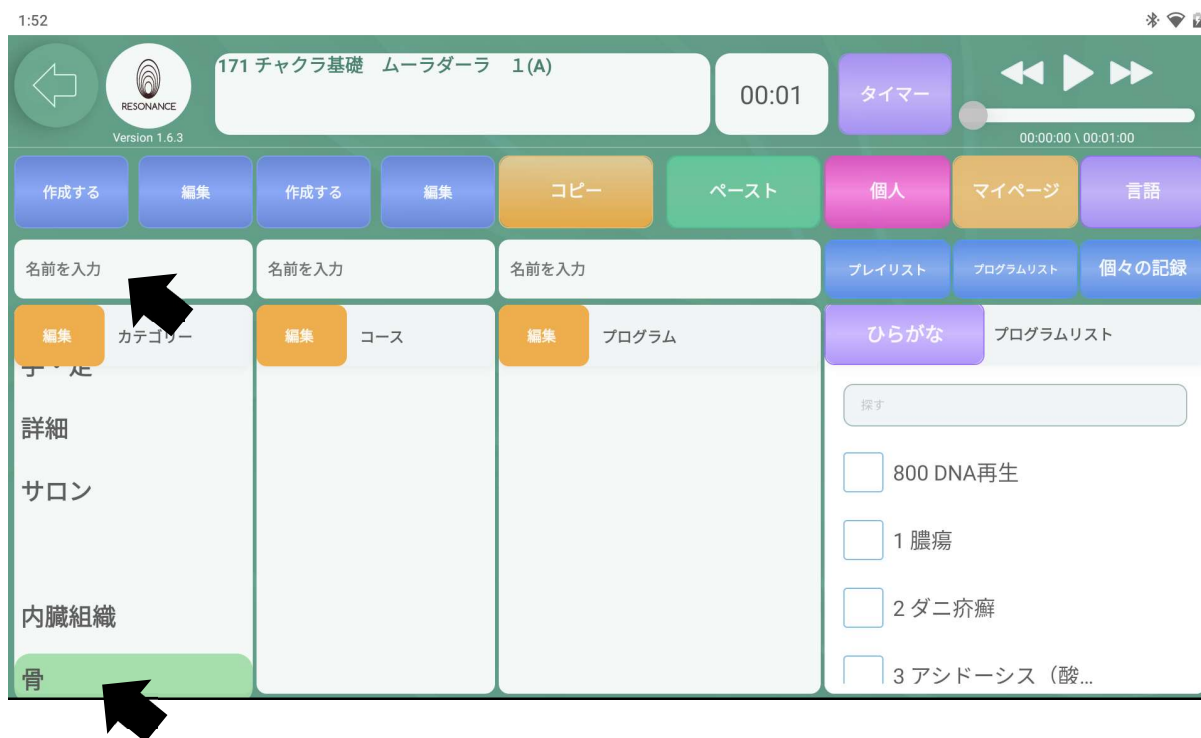 1:52
171 チャクラ基礎　ムーラダーラ　１(A)
00:01
タイマー
RESONANCE
Version 1.6.3
00:00:00 \ 00:01:00
作成する
編集
作成する
編集
コピー
ペースト
個人
マイページ
言語
名前を入力
名前を入力
名前を入力
プレイリスト
プログラムリスト
個々の記録
編集
カテゴリー
編集
コース
編集
プログラム
ひらがな
プログラムリスト
手・足
詳細
サロン
内臓組織
骨
探す
800 DNA再生
1 膿瘍
2 ダニ疥癬
3 アシドーシス（酸...